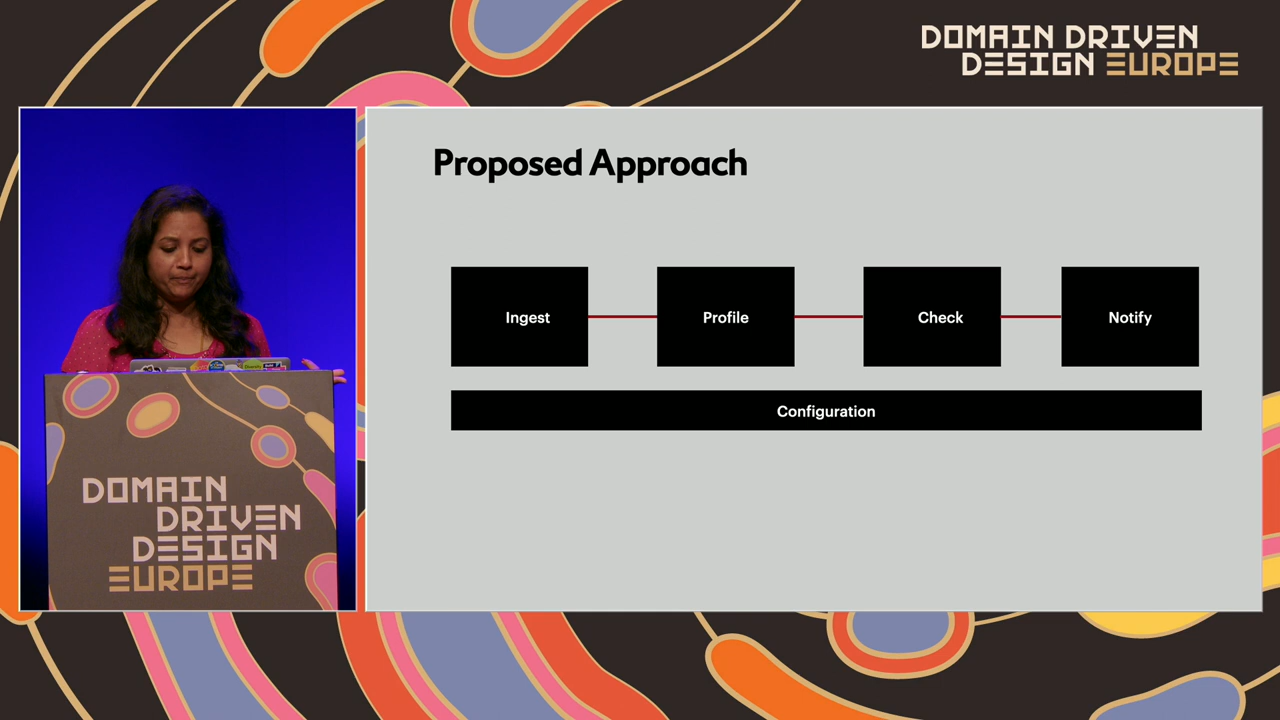 DOMAIN DRIVEN
DESIGN EUROPE
Proposed Approach
Ingest
Profile
Check
Notify
Configuration
DOMAIN
DRIVEN
DESIGN
EUROPE